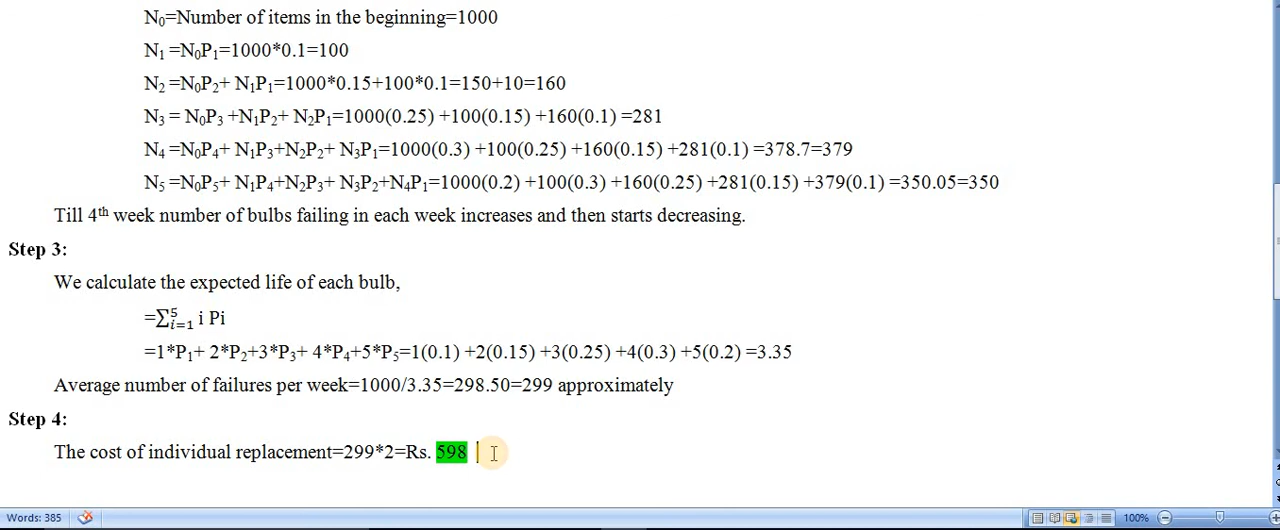 N₀=Number of items in the beginning=1000
N₁ =N₀P₁=1000*0.1=100
N₂ =N₀P₂+ N₁P₁=1000*0.15+100*0.1=150+10=160
N₃ = N₀P₃ +N₁P₂+ N₂P₁=1000(0.25) +100(0.15) +160(0.1) =281
N₄ =N₀P₄+ N₁P₃+N₂P₂+ N₃P₁=1000(0.3) +100(0.25) +160(0.15) +281(0.1) =378.7=379
N₅ =N₀P₅+ N₁P₄+N₂P₃+ N₃P₂+N₄P₁=1000(0.2) +100(0.3) +160(0.25) +281(0.15) +379(0.1) =350.05=350
Till 4ᵗʰ week number of bulbs failing in each week increases and then starts decreasing.
Step 3:
We calculate the expected life of each bulb,
=∑⁵ᵢ₌₁ i Pi
=1*P₁+ 2*P₂+3*P₃+ 4*P₄+5*P₅=1(0.1) +2(0.15) +3(0.25) +4(0.3) +5(0.2) =3.35
Average number of failures per week=1000/3.35=298.50=299 approximately
Step 4:
The cost of individual replacement=299*2=Rs. 598
Words: 385
100%